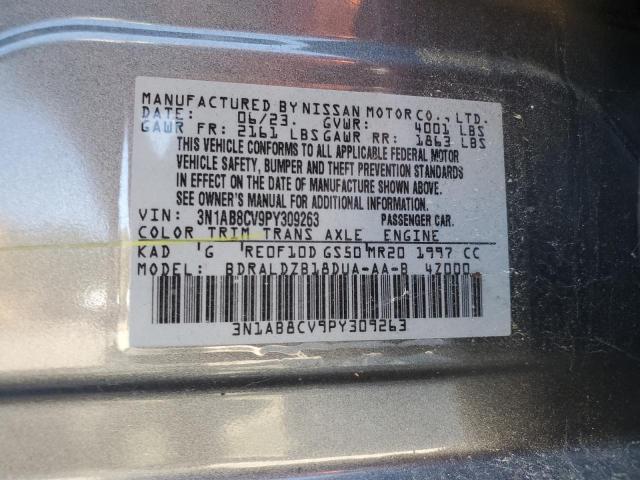 MANUFACTURED BY NISSAN MOTOR CO., LTD.
DATE: 06/23. GVWR: 4001 LBS
GAWR FR: 2161 LBS GAWR RR: 1863 LBS
THIS VEHICLE CONFORMS TO ALL APPLICABLE FEDERAL MOTOR
VEHICLE SAFETY, BUMPER AND THEFT PREVENTION STANDARDS
IN EFFECT ON THE DATE OF MANUFACTURE SHOWN ABOVE.
SEE OWNER'S MANUAL FOR ADDITIONAL INFORMATION.
VIN: 3N1AB8CV9PY309263 PASSENGER CAR.
COLOR TRIM TRANS AXLE ENGINE
KAD 'G RE0F10D GS50 MR20 1997 CC
MODEL: BDRALDZB18DUA-AA-B 4Z000
3N1AB8CV9PY309263